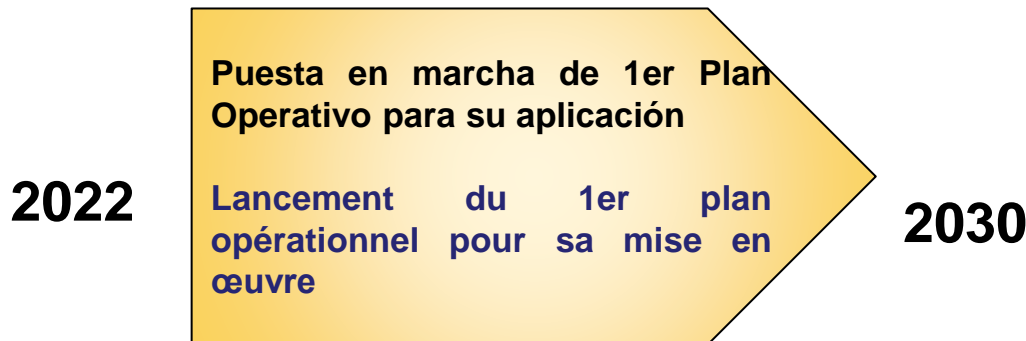 2022
Puesta en marcha de 1er Plan
Operativo para su aplicación
Lancement du 1er plan
opérationnel pour sa mise en
œuvre
2030